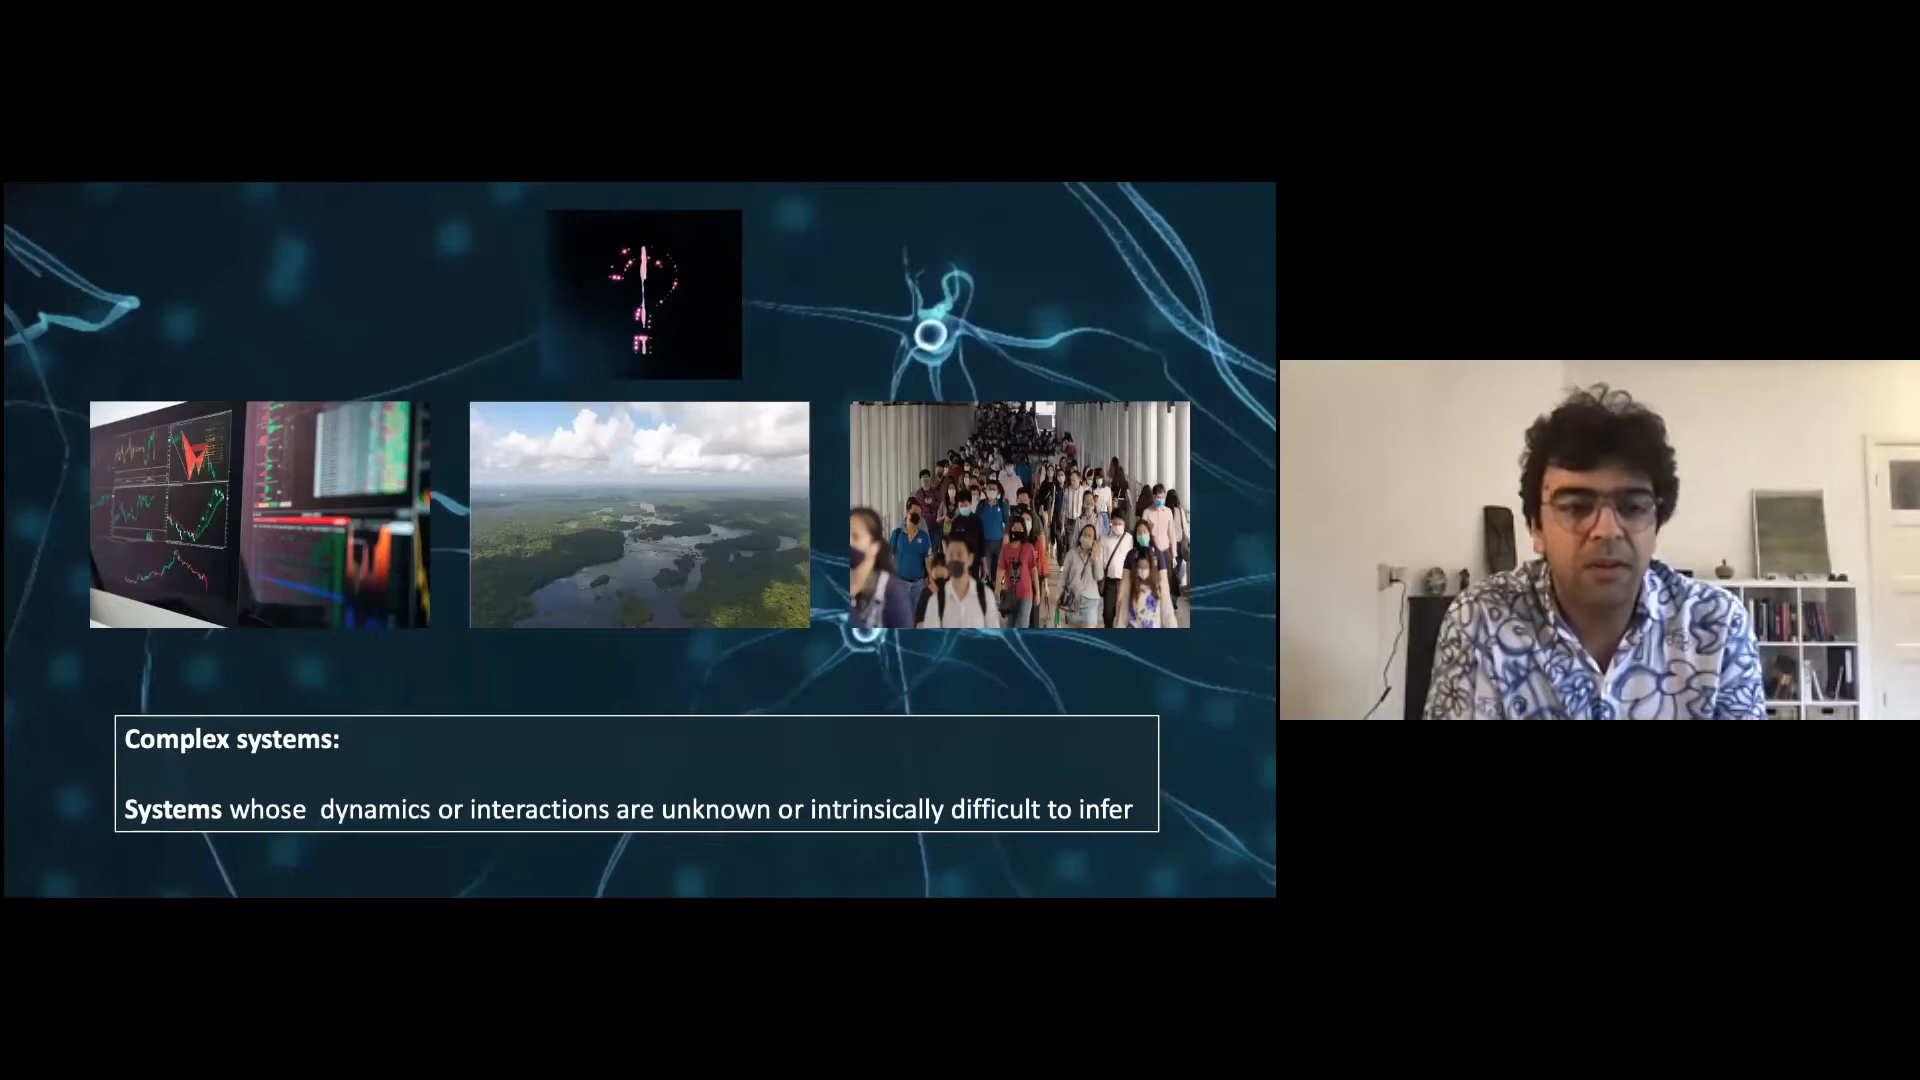 Complex systems:
Systems whose dynamics or interactions are unknown or intrinsically difficult to infer